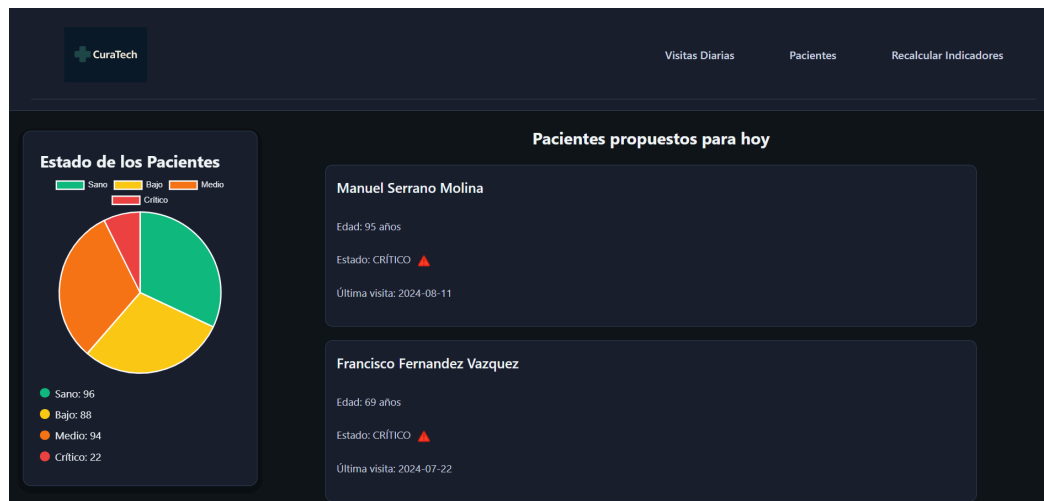 CuraTech
Visitas Diarias
Pacientes
Recalcular Indicadores
Estado de los Pacientes
Sano Bajo Medio
Crítico
Sano: 96
Bajo: 88
Medio: 94
Crítico: 22
Pacientes propuestos para hoy
Manuel Serrano Molina
Edad: 95 años
Estado: CRÍTICO
Última visita: 2024-08-11
Francisco Fernandez Vazquez
Edad: 69 años
Estado: CRÍTICO
Última visita: 2024-07-22